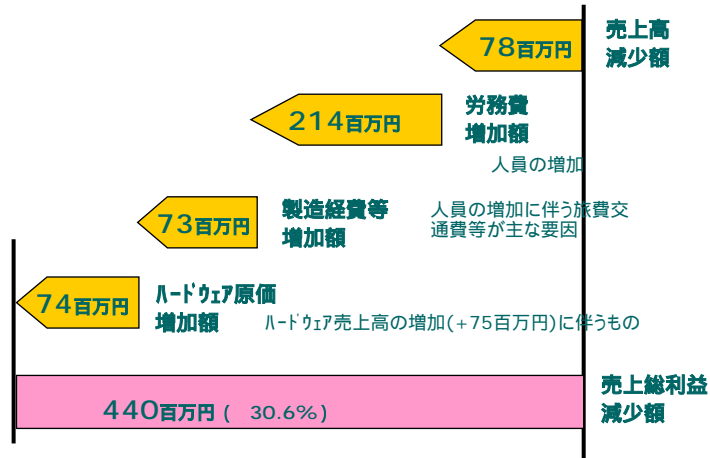 78百万円
売上高
減少額
214百万円
労務費
増加額
人員の増加
73百万円
製造経費等
増加額
人員の増加に伴う旅費交
通費等が主な要因
74百万円
ﾊｰﾄﾞｳｪｱ原価
増加額
ﾊｰﾄﾞｳｪｱ売上高の増加(+75百万円)に伴うもの
440百万円 (　30.6%)
売上総利益
減少額